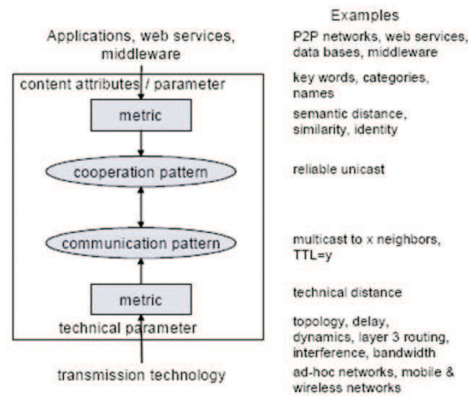 Examples
Applications, web services,
middleware
P2P networks, web services,
data bases, middleware
content attributes / parameter
key words, categories,
names
metric
semantic distance,
similarity, identity
cooperation pattern
reliable unicast
communication pattern
multicast to x neighbors,
TTL=y
metric
technical distance
technical parameter
topology, delay,
dynamics, layer 3 routing,
interference, bandwidth
transmission technology
ad-hoc networks, mobile &
wireless networks